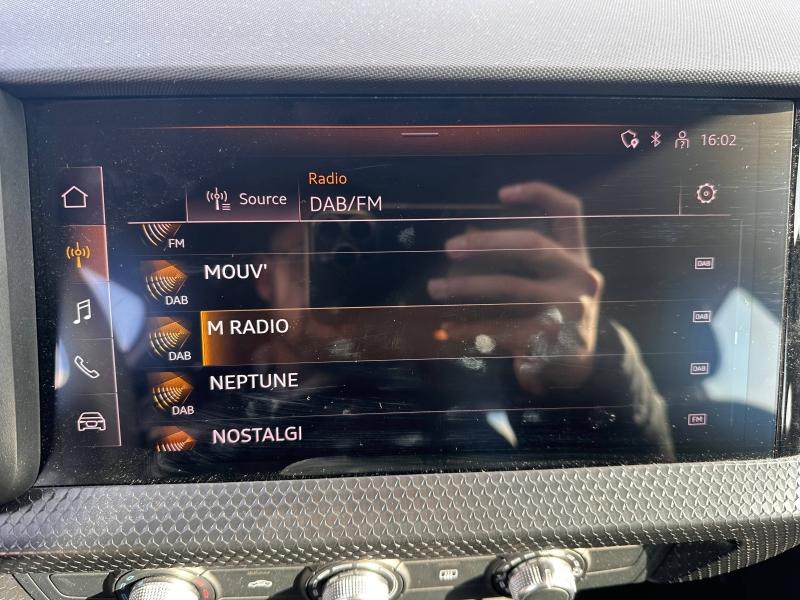 16:02
Radio
Source
DAB/FM
FM
MOUV'
DAB
DAB
M RADIO
DAB
DAB
NEPTUNE
DAB
DAB
NOSTALGI
FM